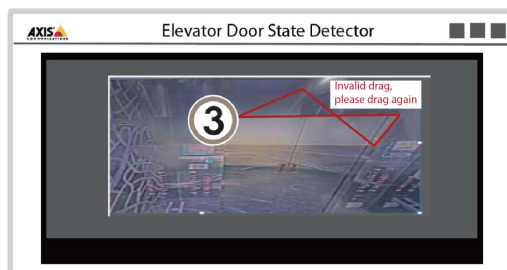 AXIS
COMMUNICATIONS
Elevator Door State Detector
Invalid drag,
please drag again
3